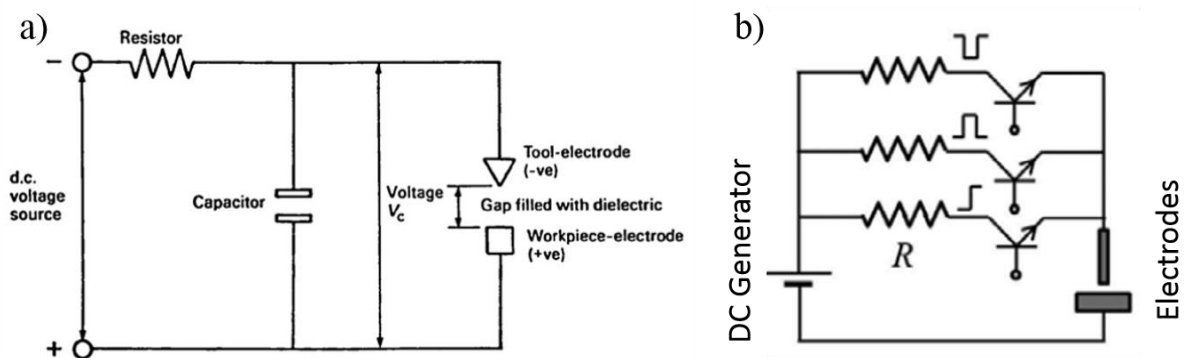 a)
Resistor
−
d.c.
voltage
source
Capacitor
Voltage
Vc
Tool-electrode
(-ve)
Gap filled with dielectric
Workpiece-electrode
(+ve)
+
b)
DC Generator
R
Electrodes